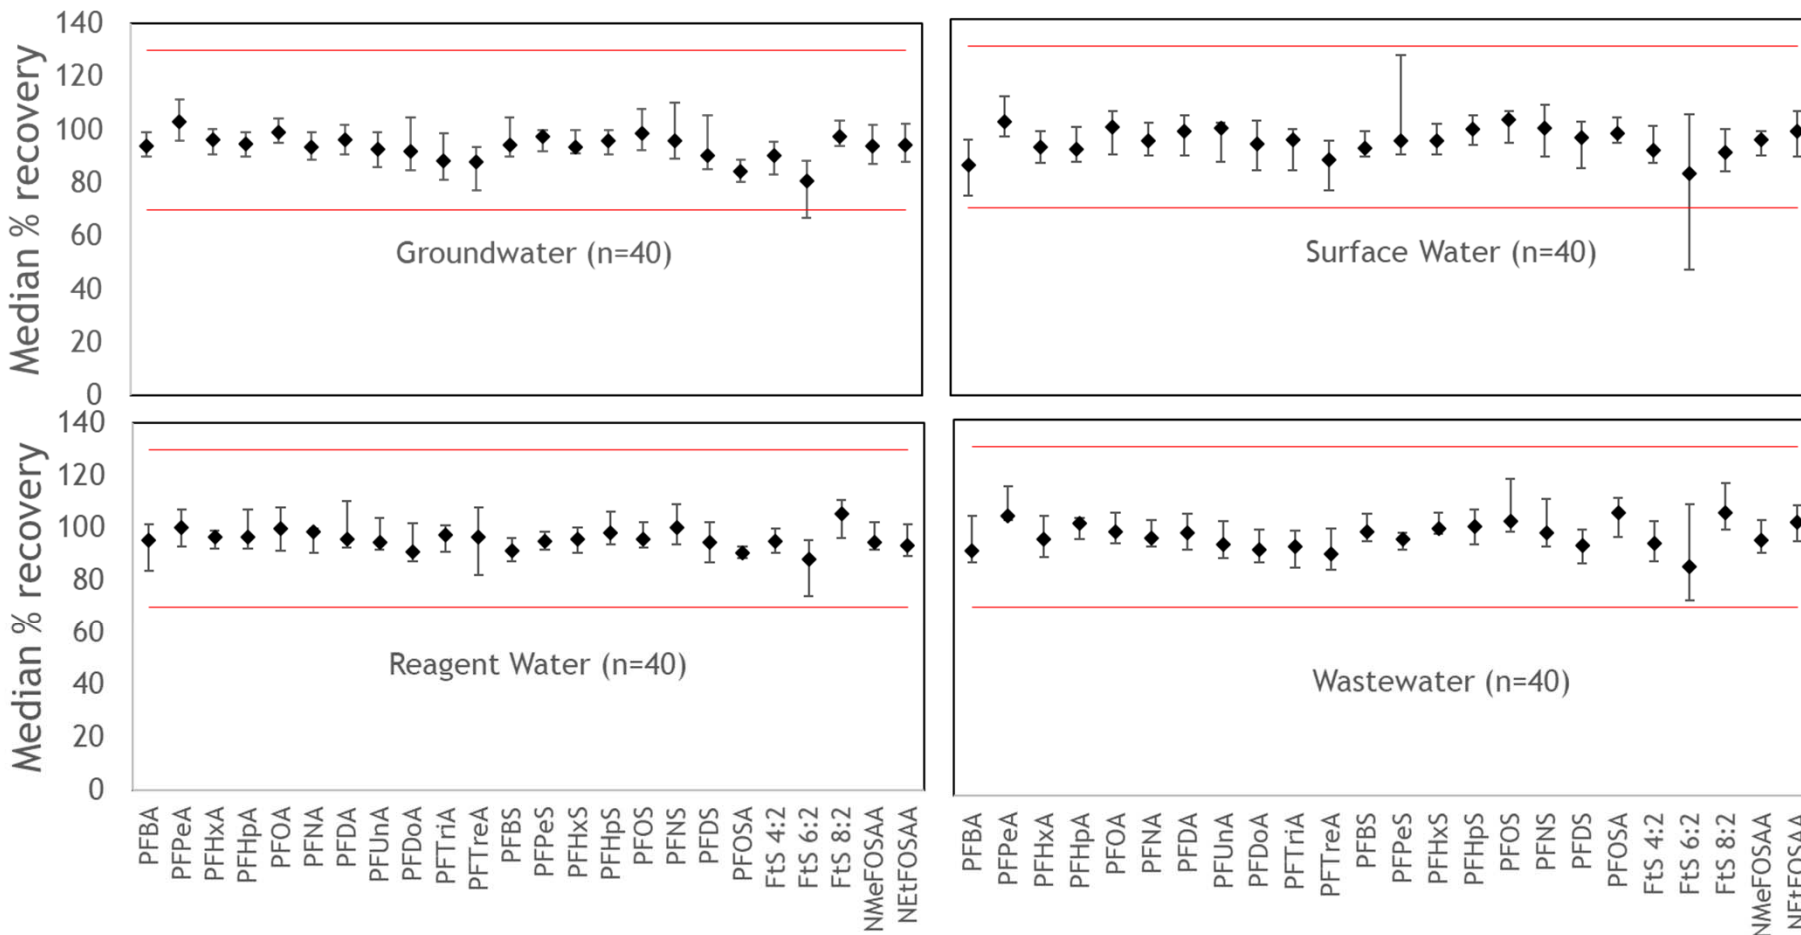 Median % recovery
140
120
100
80
60
40
20
0
Groundwater (n=40)
Surface Water (n=40)
Median % recovery
140
120
100
80
60
40
20
0
Reagent Water (n=40)
Wastewater (n=40)
PFBA
PFPeA
PFHxA
PFHpA
PFOA
PFNA
PFDA
PFUnA
PFDoA
PFTriA
PFTreA
PFBS
PFPeS
PFHxS
PFHpS
PFOS
PFNS
PFDS
PFOSA
FtS 4:2
FtS 6:2
FtS 8:2
NMeFOSAA
NEtFOSAA
PFBA
PFPeA
PFHxA
PFHpA
PFOA
PFNA
PFDA
PFUnA
PFDoA
PFTriA
PFTreA
PFBS
PFPeS
PFHxS
PFHpS
PFOS
PFNS
PFDS
PFOSA
FtS 4:2
FtS 6:2
FtS 8:2
NMeFOSAA
NEtFOSAA